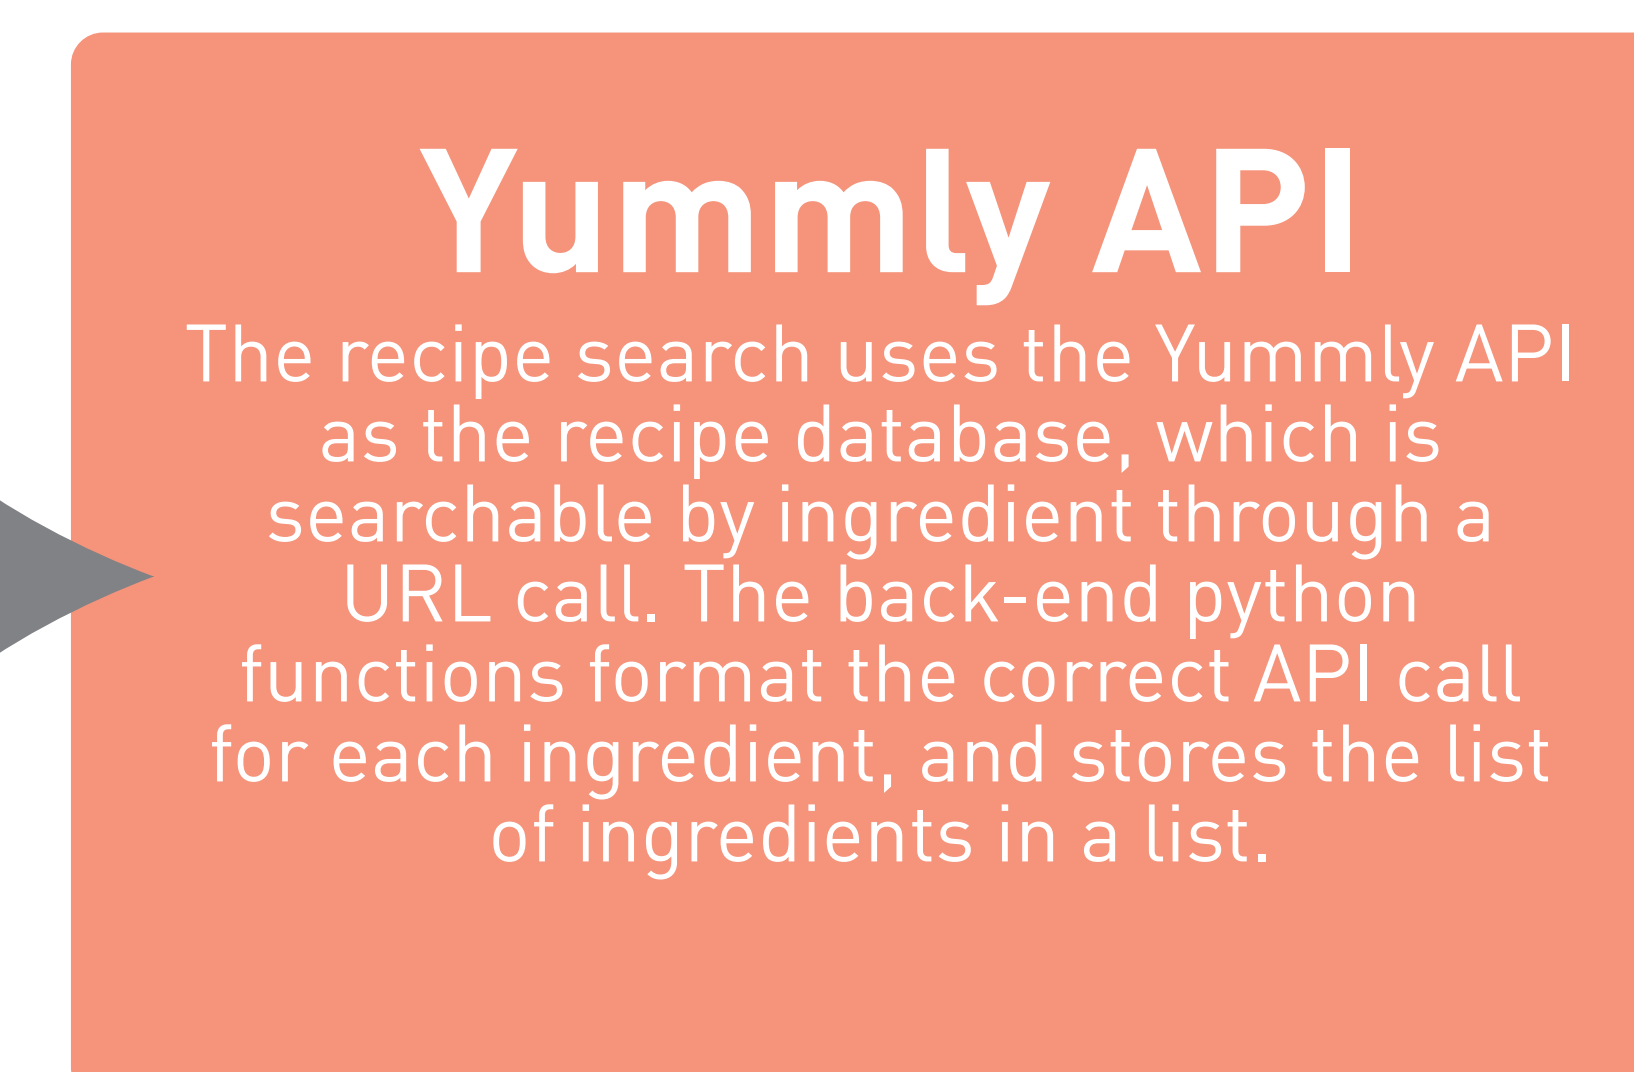 Yummly API
The recipe search uses the Yummly API
as the recipe database, which is
searchable by ingredient through a
URL call. The back-end python
functions format the correct API call
for each ingredient, and stores the list
of ingredients in a list.